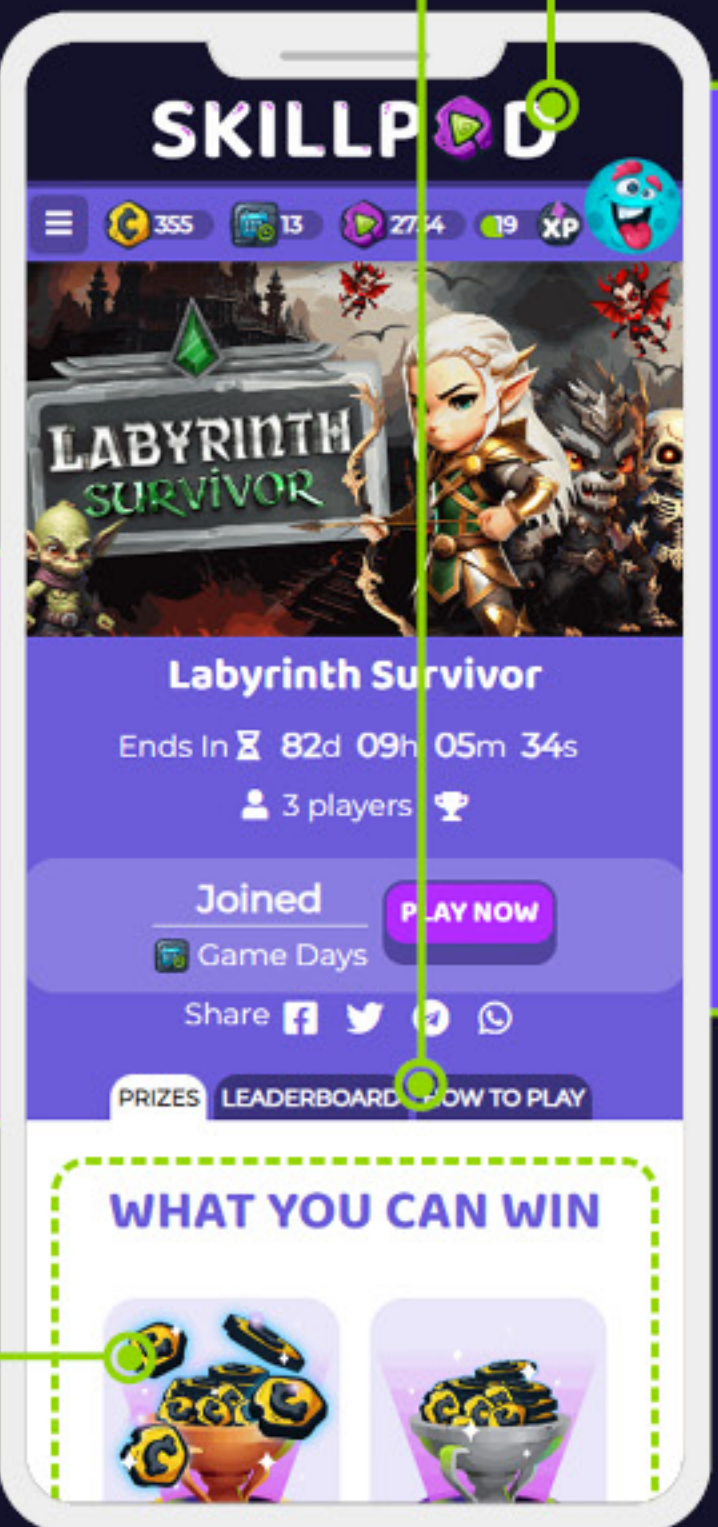 SKILLPOD
355 13 2734 19 XP
LABYRINTH
SURVIVOR
Labyrinth Survivor
Ends In 82d 09h 05m 34s
3 players
Joined
PLAY NOW
Game Days
Share
PRIZES LEADERBOARD HOW TO PLAY
WHAT YOU CAN WIN